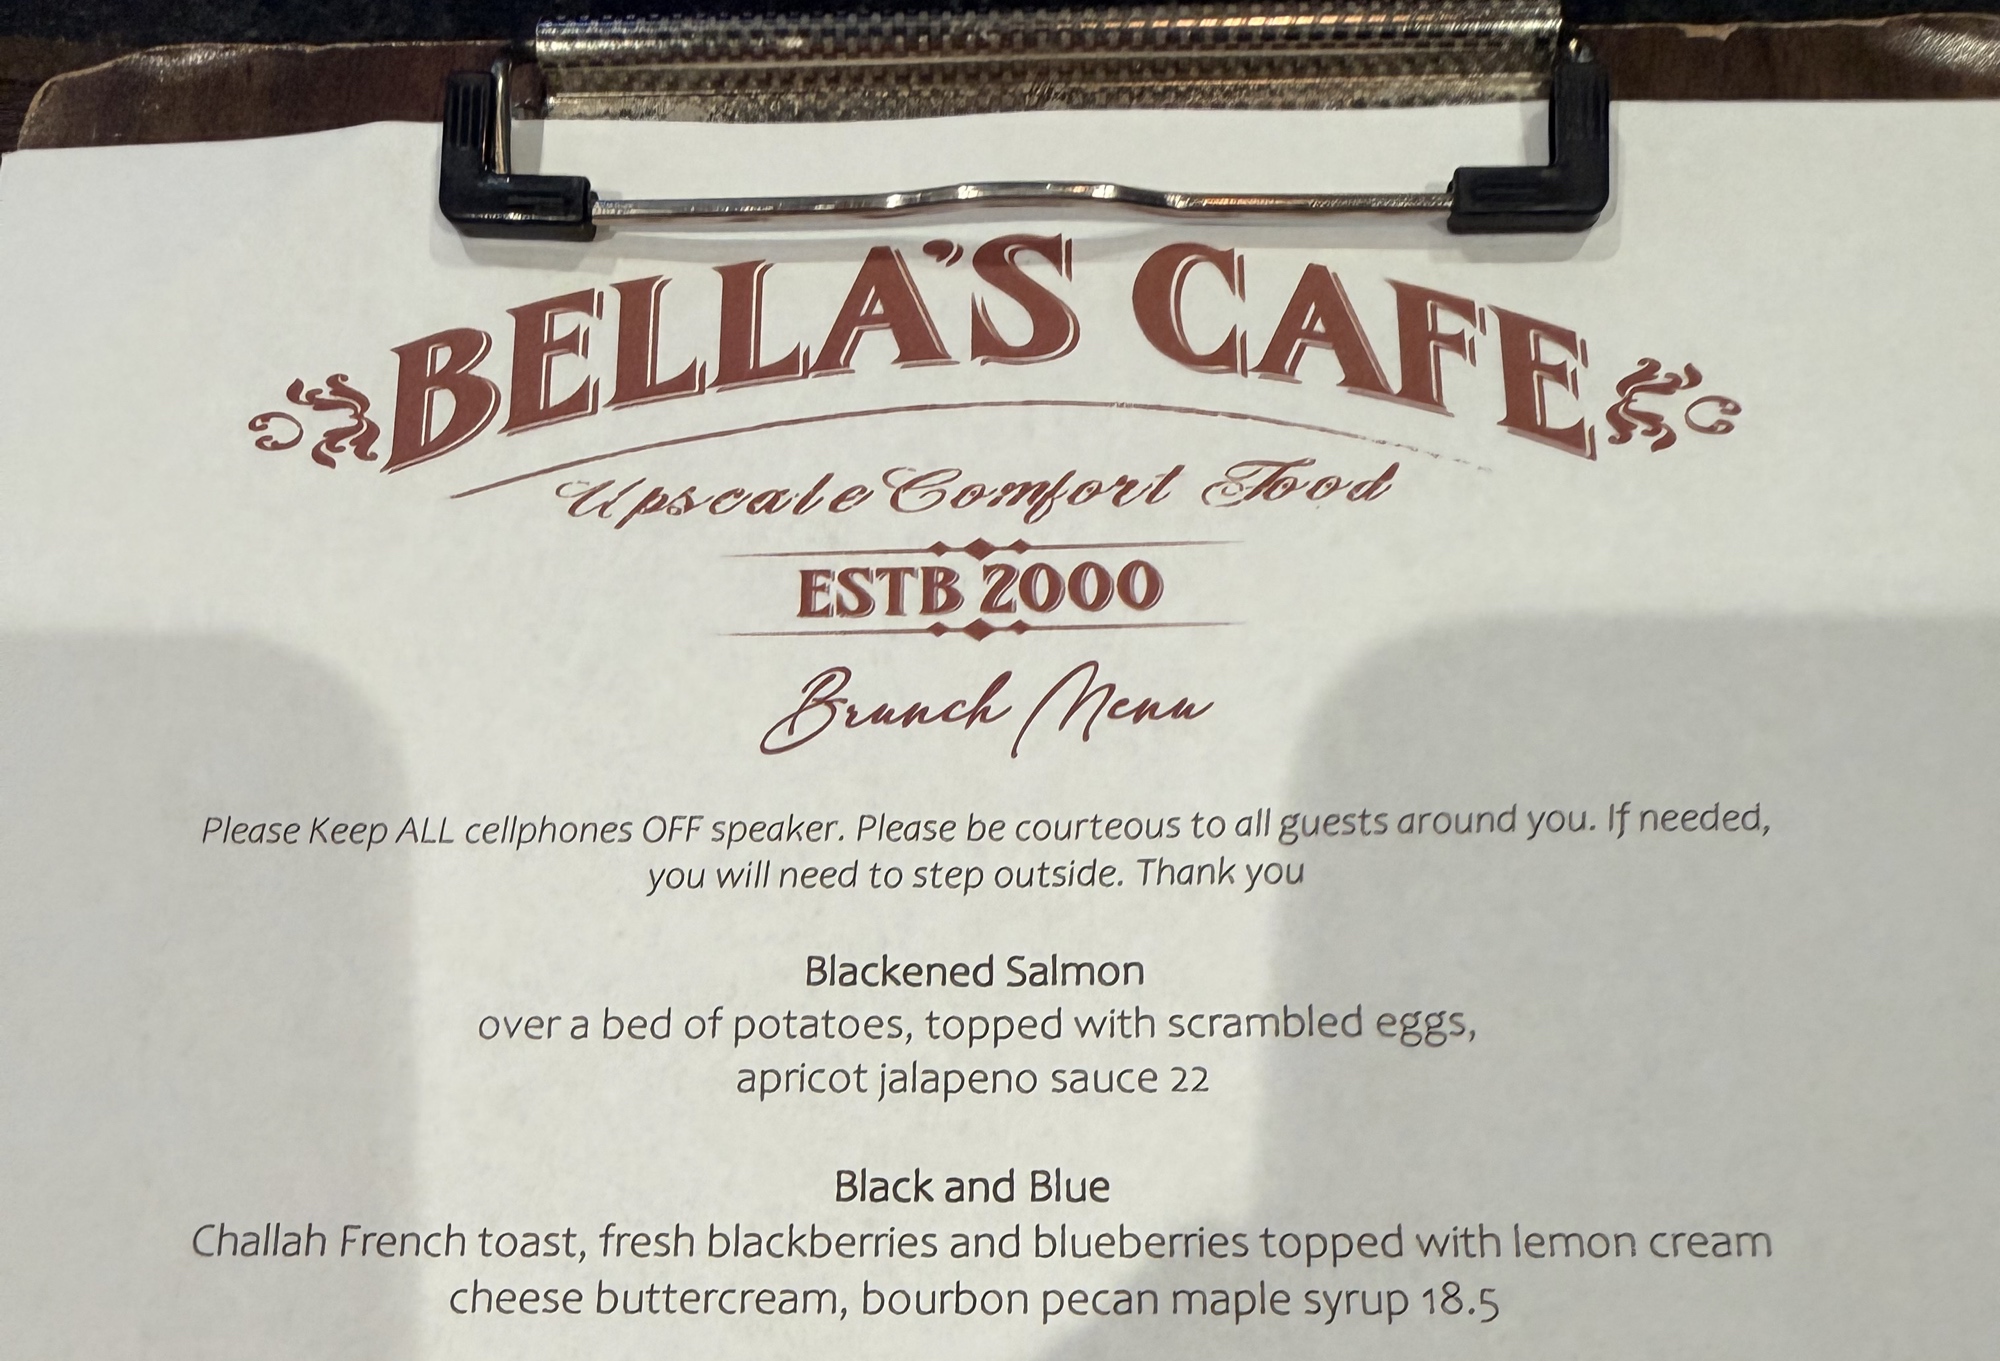 BELLA'S CAFE
Upscale Comfort Food
ESTB 2000
Brunch Menu
Please Keep ALL cellphones OFF speaker. Please be courteous to all guests around you. If needed,
you will need to step outside. Thank you
Blackened Salmon
over a bed of potatoes, topped with scrambled eggs,
apricot jalapeno sauce 22
Black and Blue
Challah French toast, fresh blackberries and blueberries topped with lemon cream
cheese buttercream, bourbon pecan maple syrup 18.5